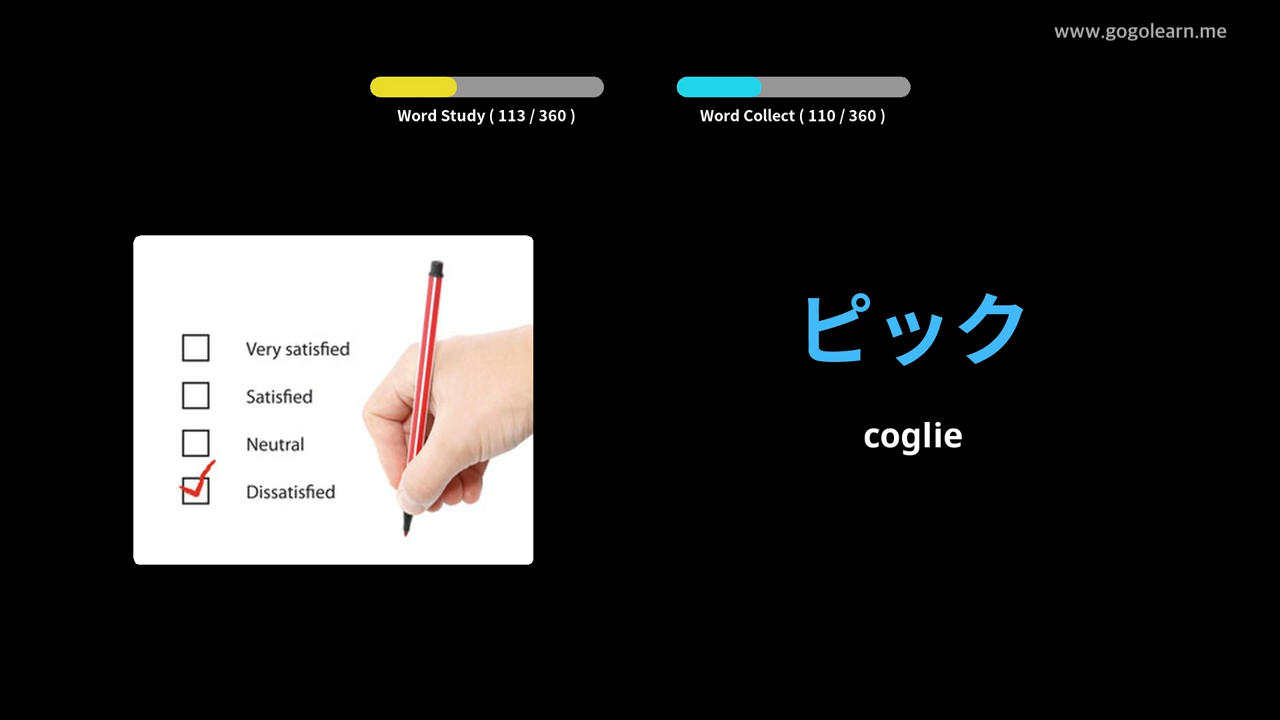 www.gogolearn.me
Word Study ( 113 / 360 )
Word Collect ( 110 / 360 )
Very satisfied
Satisfied
Neutral
Dissatisfied
ピック
coglie